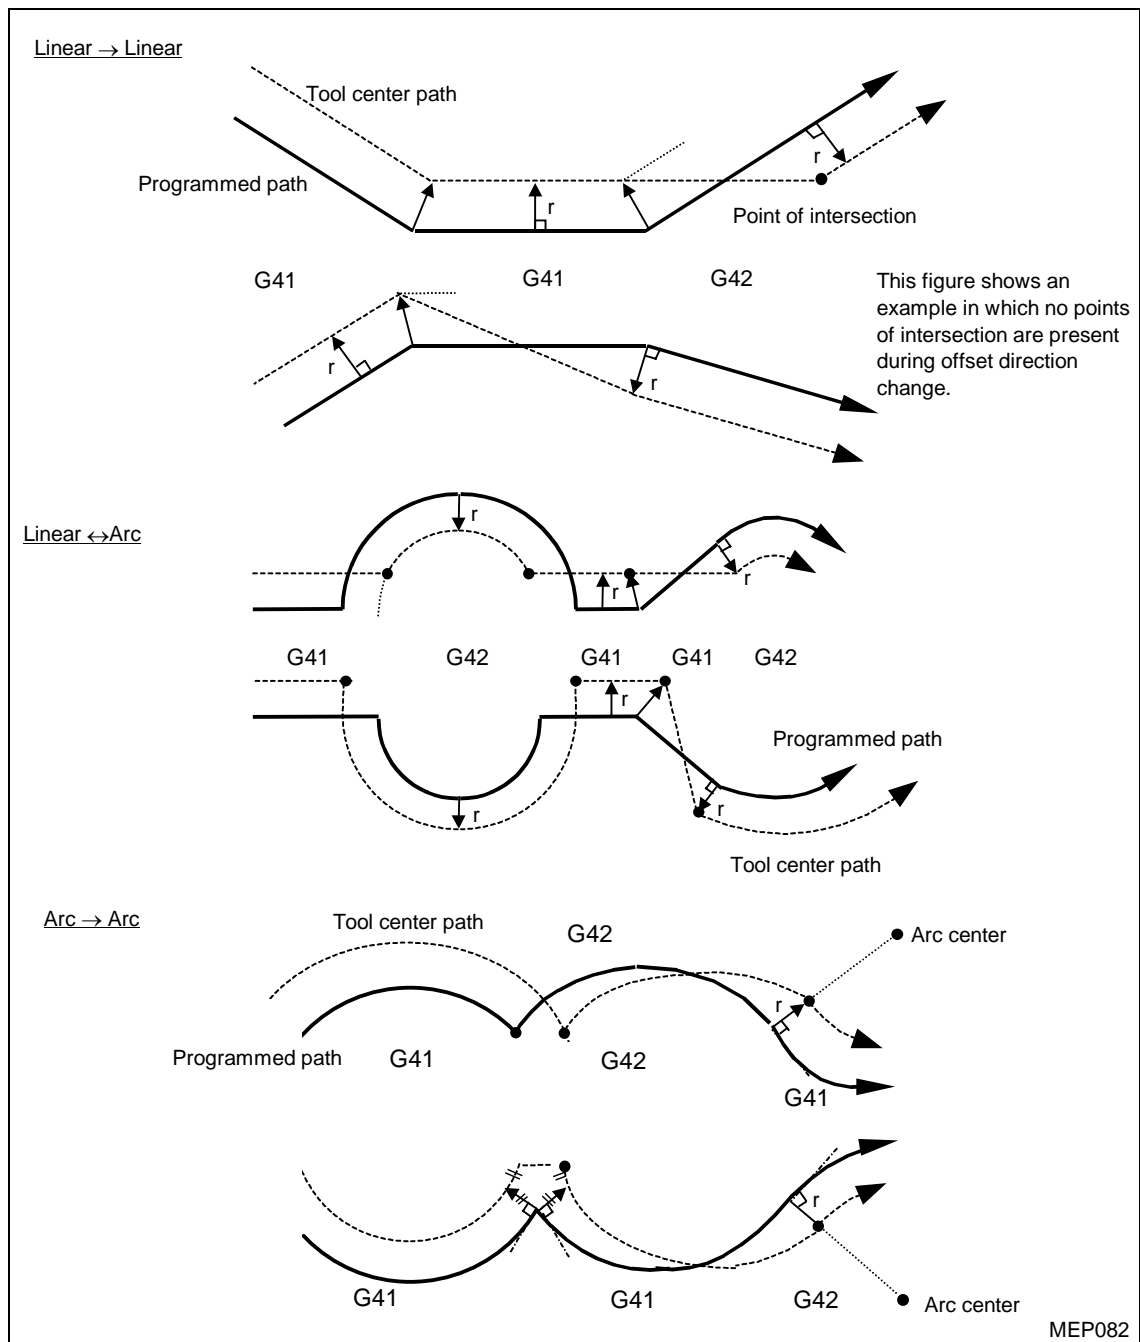 Linear → Linear
Tool center path
r
Programmed path
r
Point of intersection
G41
G41
G42
This figure shows an
example in which no points
of intersection are present
during offset direction
change.
r
r
r
Linear ↔Arc
r
r
G41
G42
G41
G41
G42
r
Programmed path
r
r
Tool center path
Arc → Arc
Tool center path
G42
Arc center
r
Programmed path
G41
G42
G41
r
G41
G41
G42
Arc center
MEP082